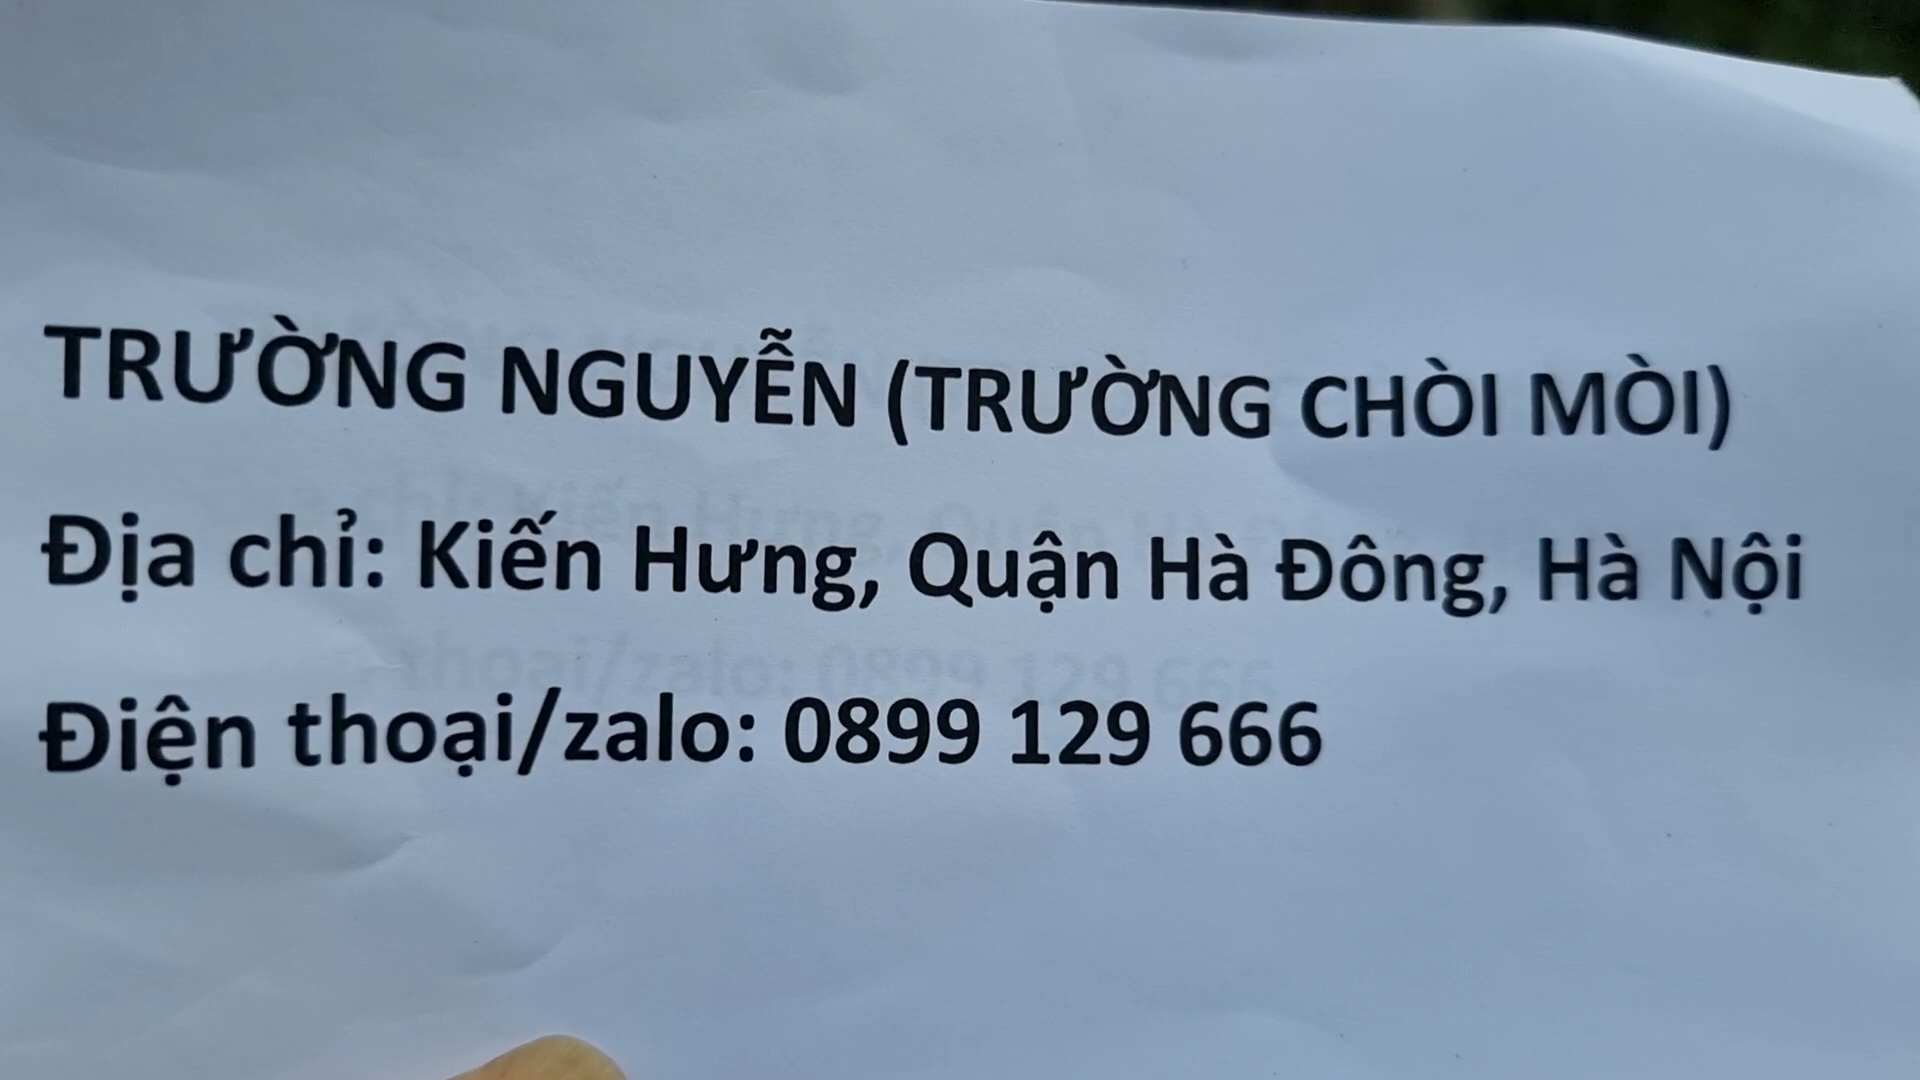 TRƯỜNG NGUYỄN (TRƯỜNG CHÒI MÒI)
Địa chỉ: Kiến Hưng, Quận Hà Đông, Hà Nội
Điện thoại/zalo: 0899 129 666